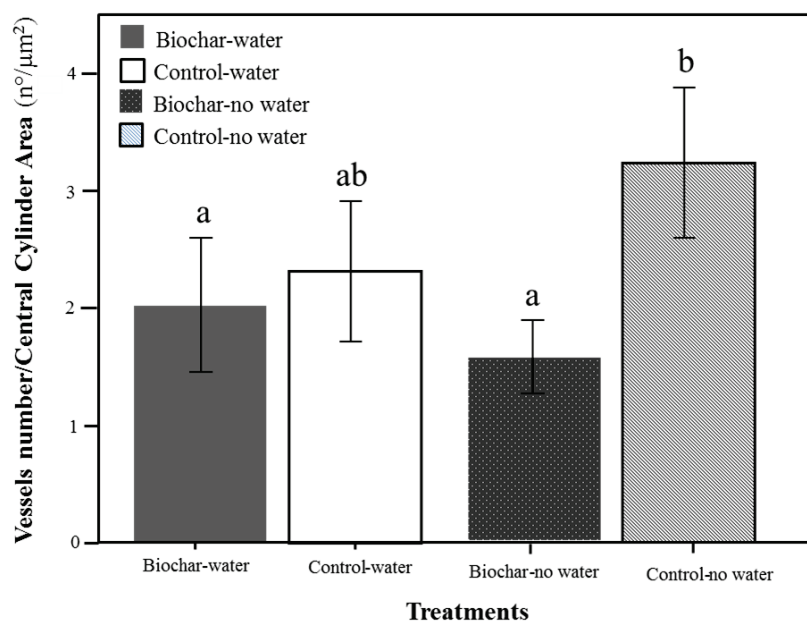 Vessels number/Central Cylinder Area (n°/µm²)
4
3
2
1
0
Biochar-water
Control-water
Biochar-no water
Control-no water
a
ab
a
b
Biochar-water
Control-water
Biochar-no water
Control-no water
Treatments